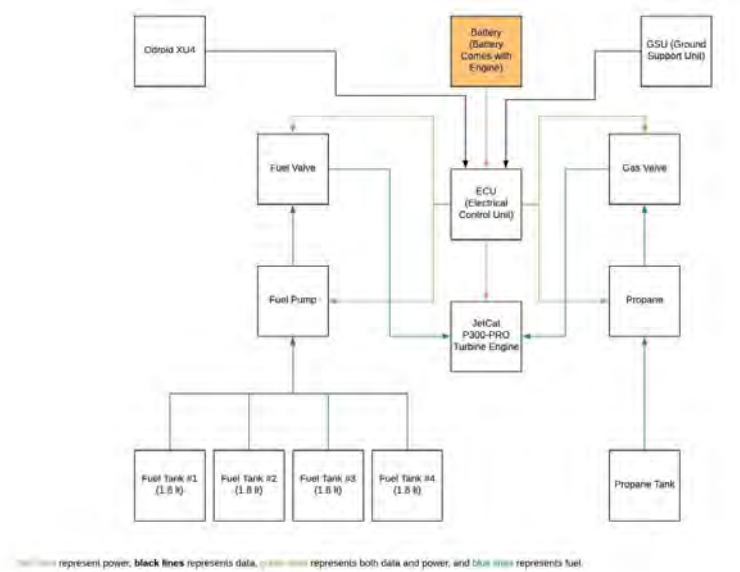 Odroid XU4
Battery
(Battery
Comes with
Engine)
GSU (Ground
Support Unit)
Fuel Valve
ECU
(Electrical
Control Unit)
Gas Valve
Fuel Pump
JetCat
P300-PRO
Turbine Engine
Propane
Fuel Tank #1
(1.8 lt)
Fuel Tank #2
(1.8 lt)
Fuel Tank #3
(1.8 lt)
Fuel Tank #4
(1.8 lt)
Propane Tank
represent power, black lines represents data, green lines represents both data and power, and blue lines represents fuel.